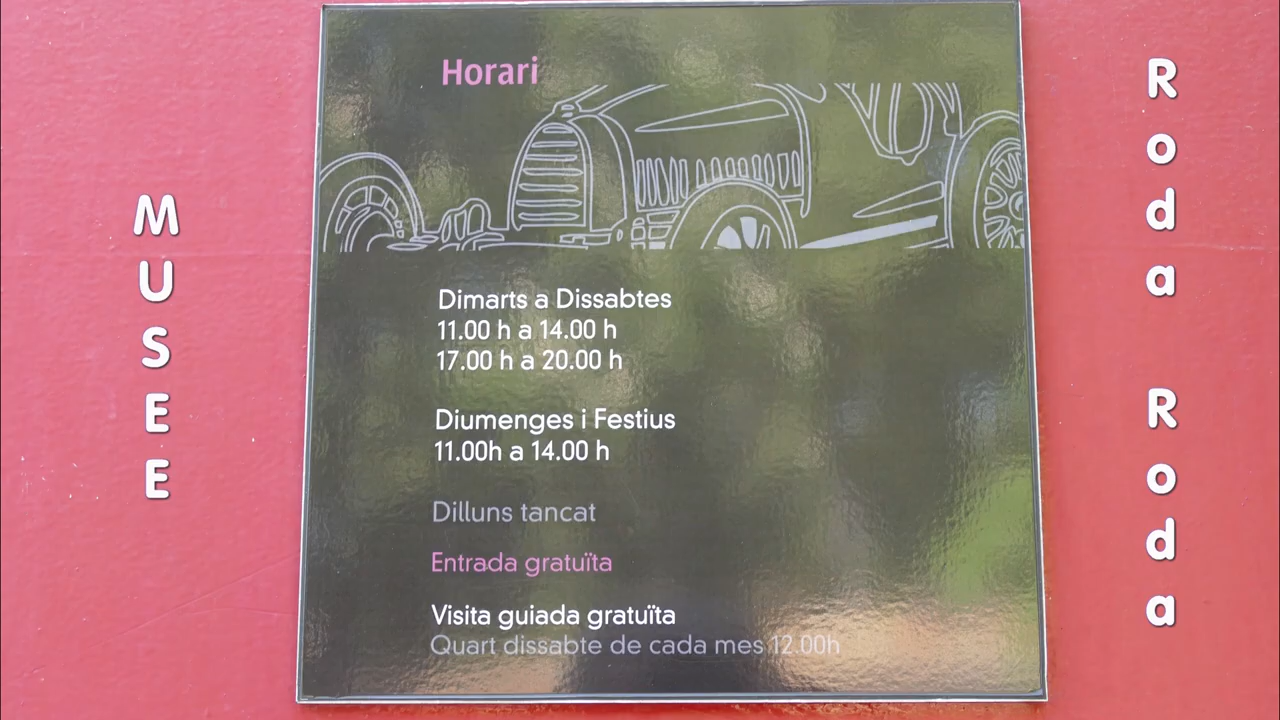 MUSEE
Horari
Dimarts a Dissabtes
11.00 h a 14.00 h
17.00 h a 20.00 h
Diumenges i Festius
11.00h a 14.00 h
Dilluns tancat
Entrada gratuïta
Visita guiada gratuïta
Quart dissabte de cada mes 12.00h
Roda Roda